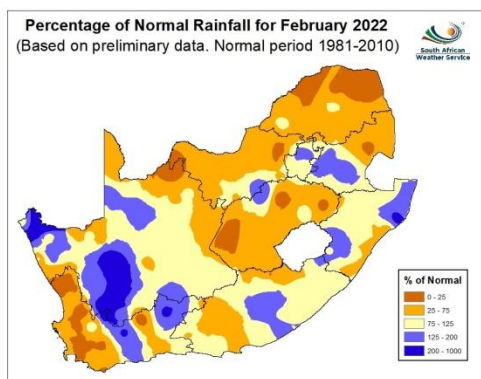 Percentage of Normal Rainfall for February 2022
(Based on preliminary data. Normal period 1981-2010)
South African
Weather Service
% of Normal
0 - 25
25 - 75
75 - 125
125 - 200
200 - 1000